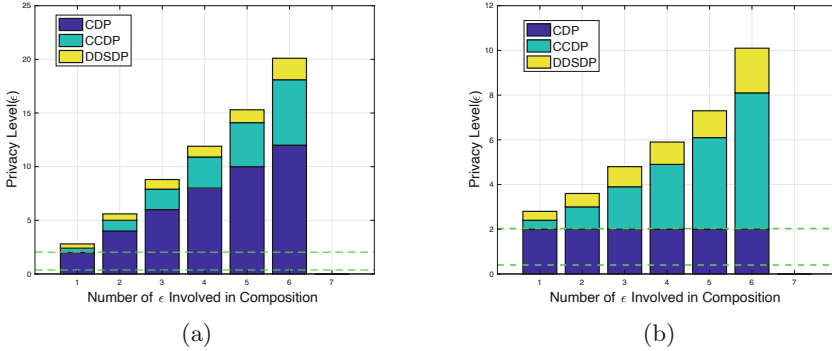 25
20
15
10
5
0
Privacy Level(ϵ)
CDP
CCDP
DDSDP
1 2 3 4 5 6 7
Number of ϵ Involved in Composition
(a)
12
10
8
6
4
2
0
Privacy Level(ϵ)
CDP
CCDP
DDSDP
1 2 3 4 5 6 7
Number of ϵ Involved in Composition
(b)